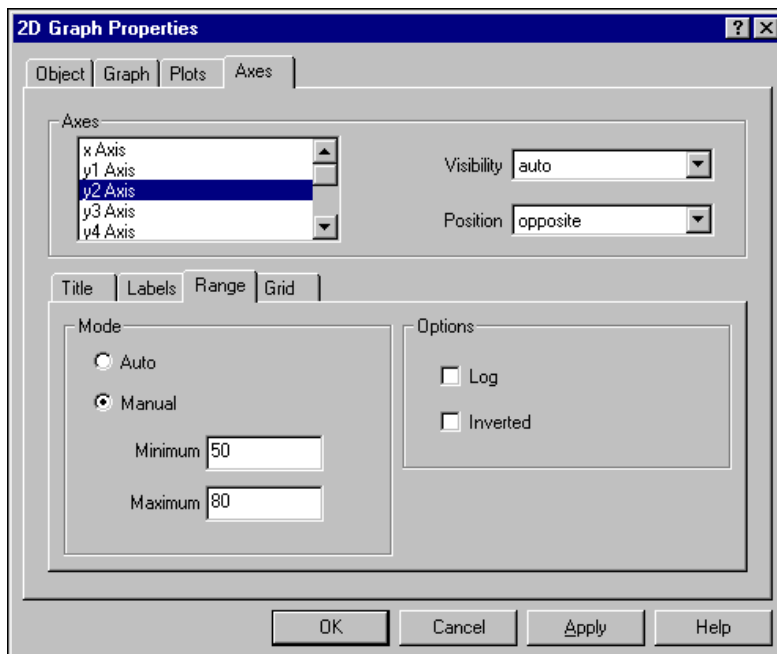 2D Graph Properties
Object Graph Plots Axes
Axes
x Axis
y1 Axis
y2 Axis
y3 Axis
y4 Axis
Visibility auto
Position opposite
Title Labels Range Grid
Mode
Auto
Manual
Minimum 50
Maximum 80
Options
Log
Inverted
OK Cancel Apply Help